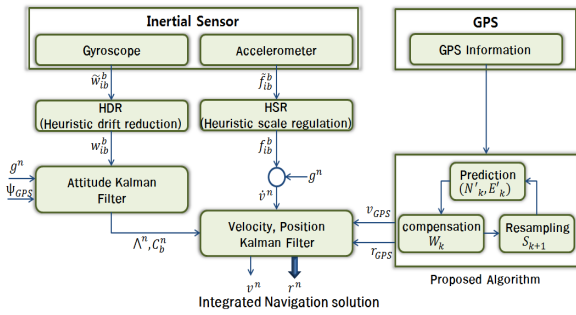 Inertial Sensor
GPS
Gyroscope
Accelerometer
GPS Information
w̃ᵇᵢᵦ
f̃ᵇᵢᵦ
HDR
(Heuristic drift reduction)
HSR
(Heuristic scale regulation)
wᵇᵢᵦ
fᵇᵢᵦ
gⁿ
Ψ_GPS
Attitude Kalman
Filter
gⁿ
v̇ⁿ
Prediction
(N'ₖ, E'ₖ)
compensation
Wₖ
Resampling
Sₖ₊₁
v_GPS
r_GPS
Velocity, Position
Kalman Filter
Λⁿ, Cᵦⁿ
Proposed Algorithm
vⁿ
rⁿ
Integrated Navigation solution